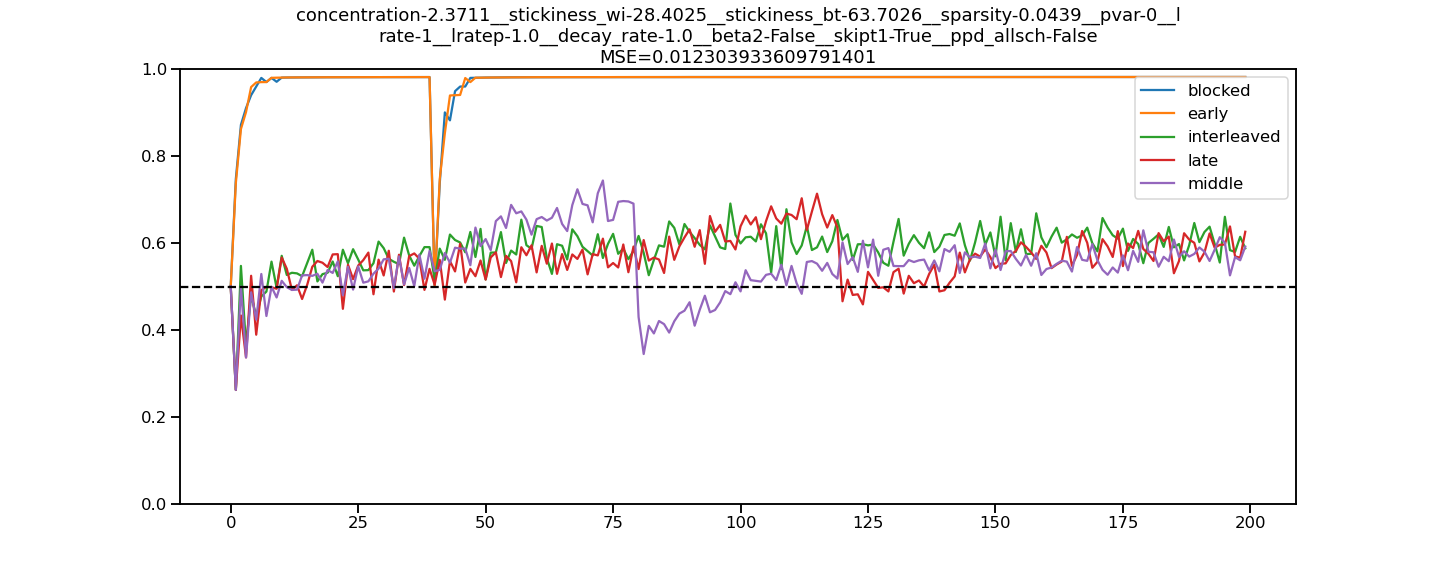 concentration-2.3711__stickiness_wi-28.4025__stickiness_bt-63.7026__sparsity-0.0439__pvar-0__l
rate-1__lratep-1.0__decay_rate-1.0__beta2-False__skipt1-True__ppd_allsch-False
MSE=0.012303933609791401
1.0
0.8
0.6
0.4
0.2
0.0
blocked
early
interleaved
late
middle
0 25 50 75 100 125 150 175 200